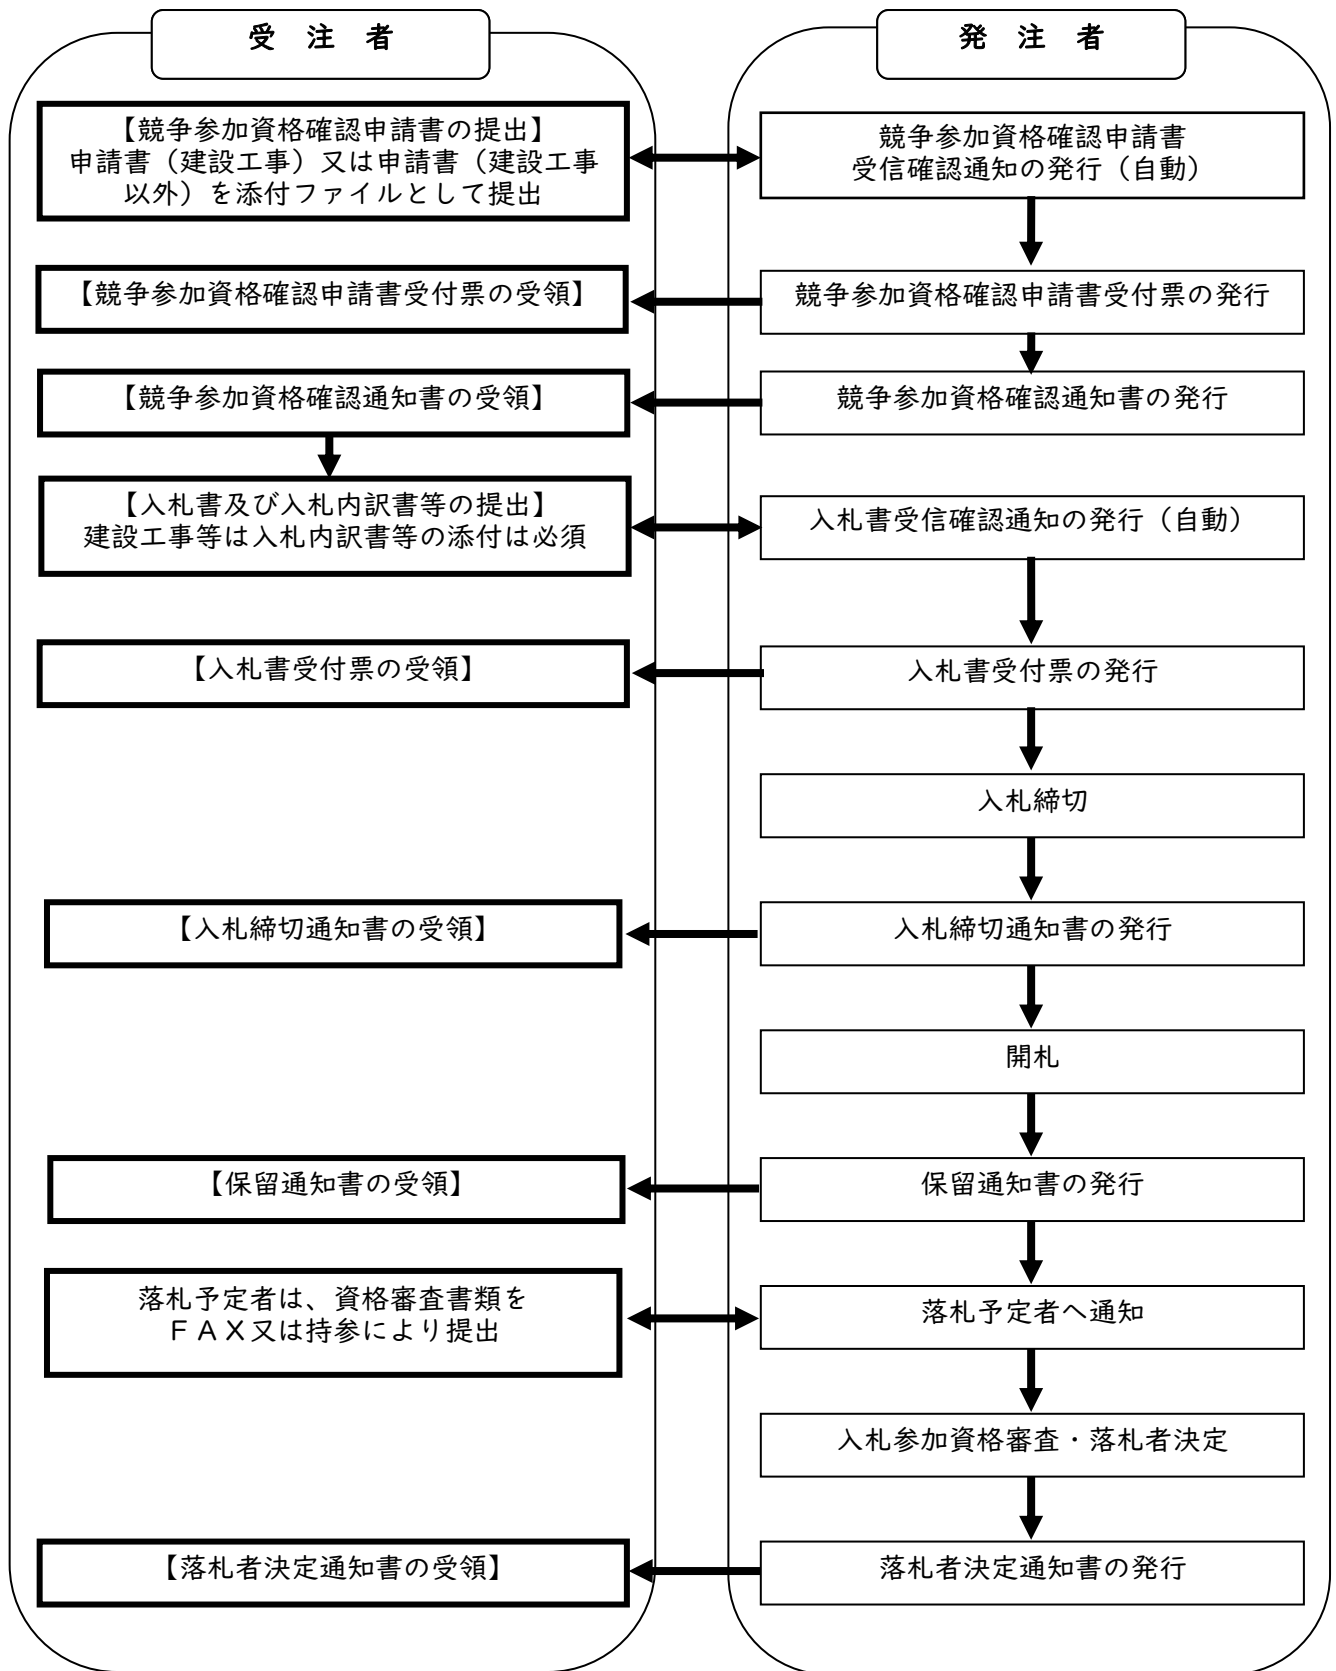 受　注　者
発　注　者
【競争参加資格確認申請書の提出】
申請書（建設工事）又は申請書（建設工事
以外）を添付ファイルとして提出
競争参加資格確認申請書
受信確認通知の発行（自動）
【競争参加資格確認申請書受付票の受領】
競争参加資格確認申請書受付票の発行
【競争参加資格確認通知書の受領】
競争参加資格確認通知書の発行
【入札書及び入札内訳書等の提出】
建設工事等は入札内訳書等の添付は必須
入札書受信確認通知の発行（自動）
【入札書受付票の受領】
入札書受付票の発行
入札締切
【入札締切通知書の受領】
入札締切通知書の発行
開札
【保留通知書の受領】
保留通知書の発行
落札予定者は、資格審査書類を
ＦＡＸ又は持参により提出
落札予定者へ通知
入札参加資格審査・落札者決定
【落札者決定通知書の受領】
落札者決定通知書の発行